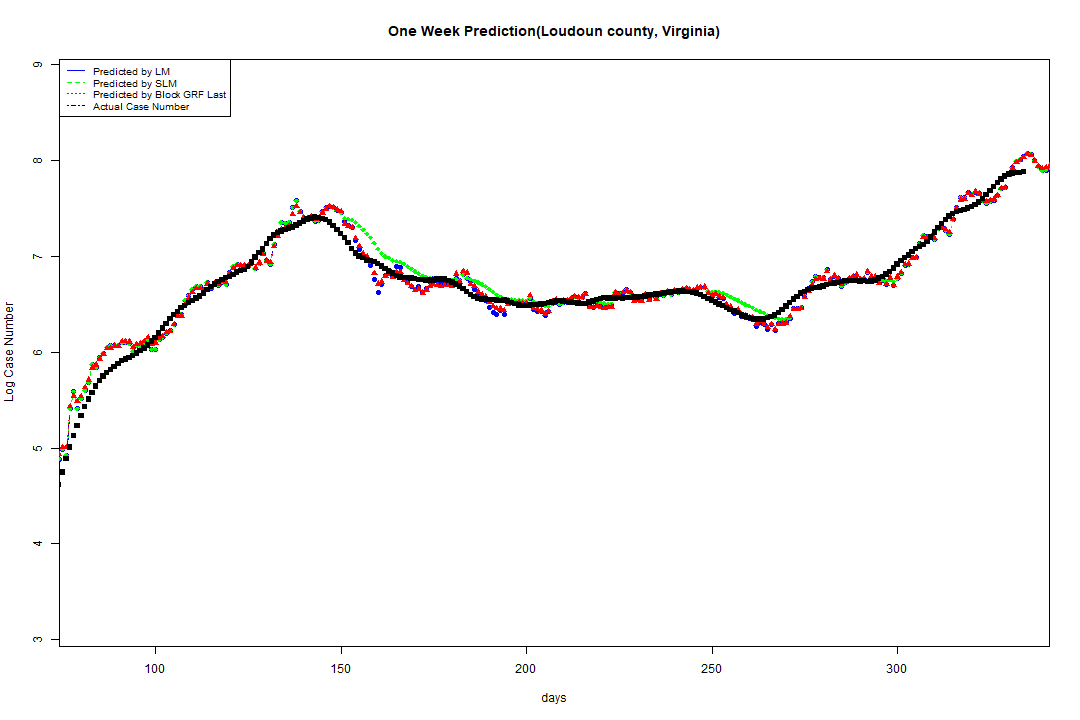 One Week Prediction(Loudoun county, Virginia)
Predicted by LM
Predicted by SLM
Predicted by Block GRF Last
Actual Case Number
9
8
7
6
5
4
3
Log Case Number
100 150 200 250 300
days